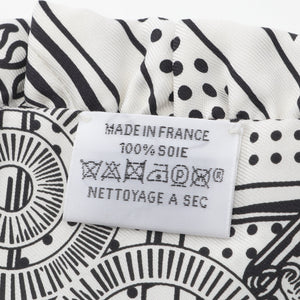 MADE IN FRANCE
100% SOIE
P
NETTOYAGE A SEC